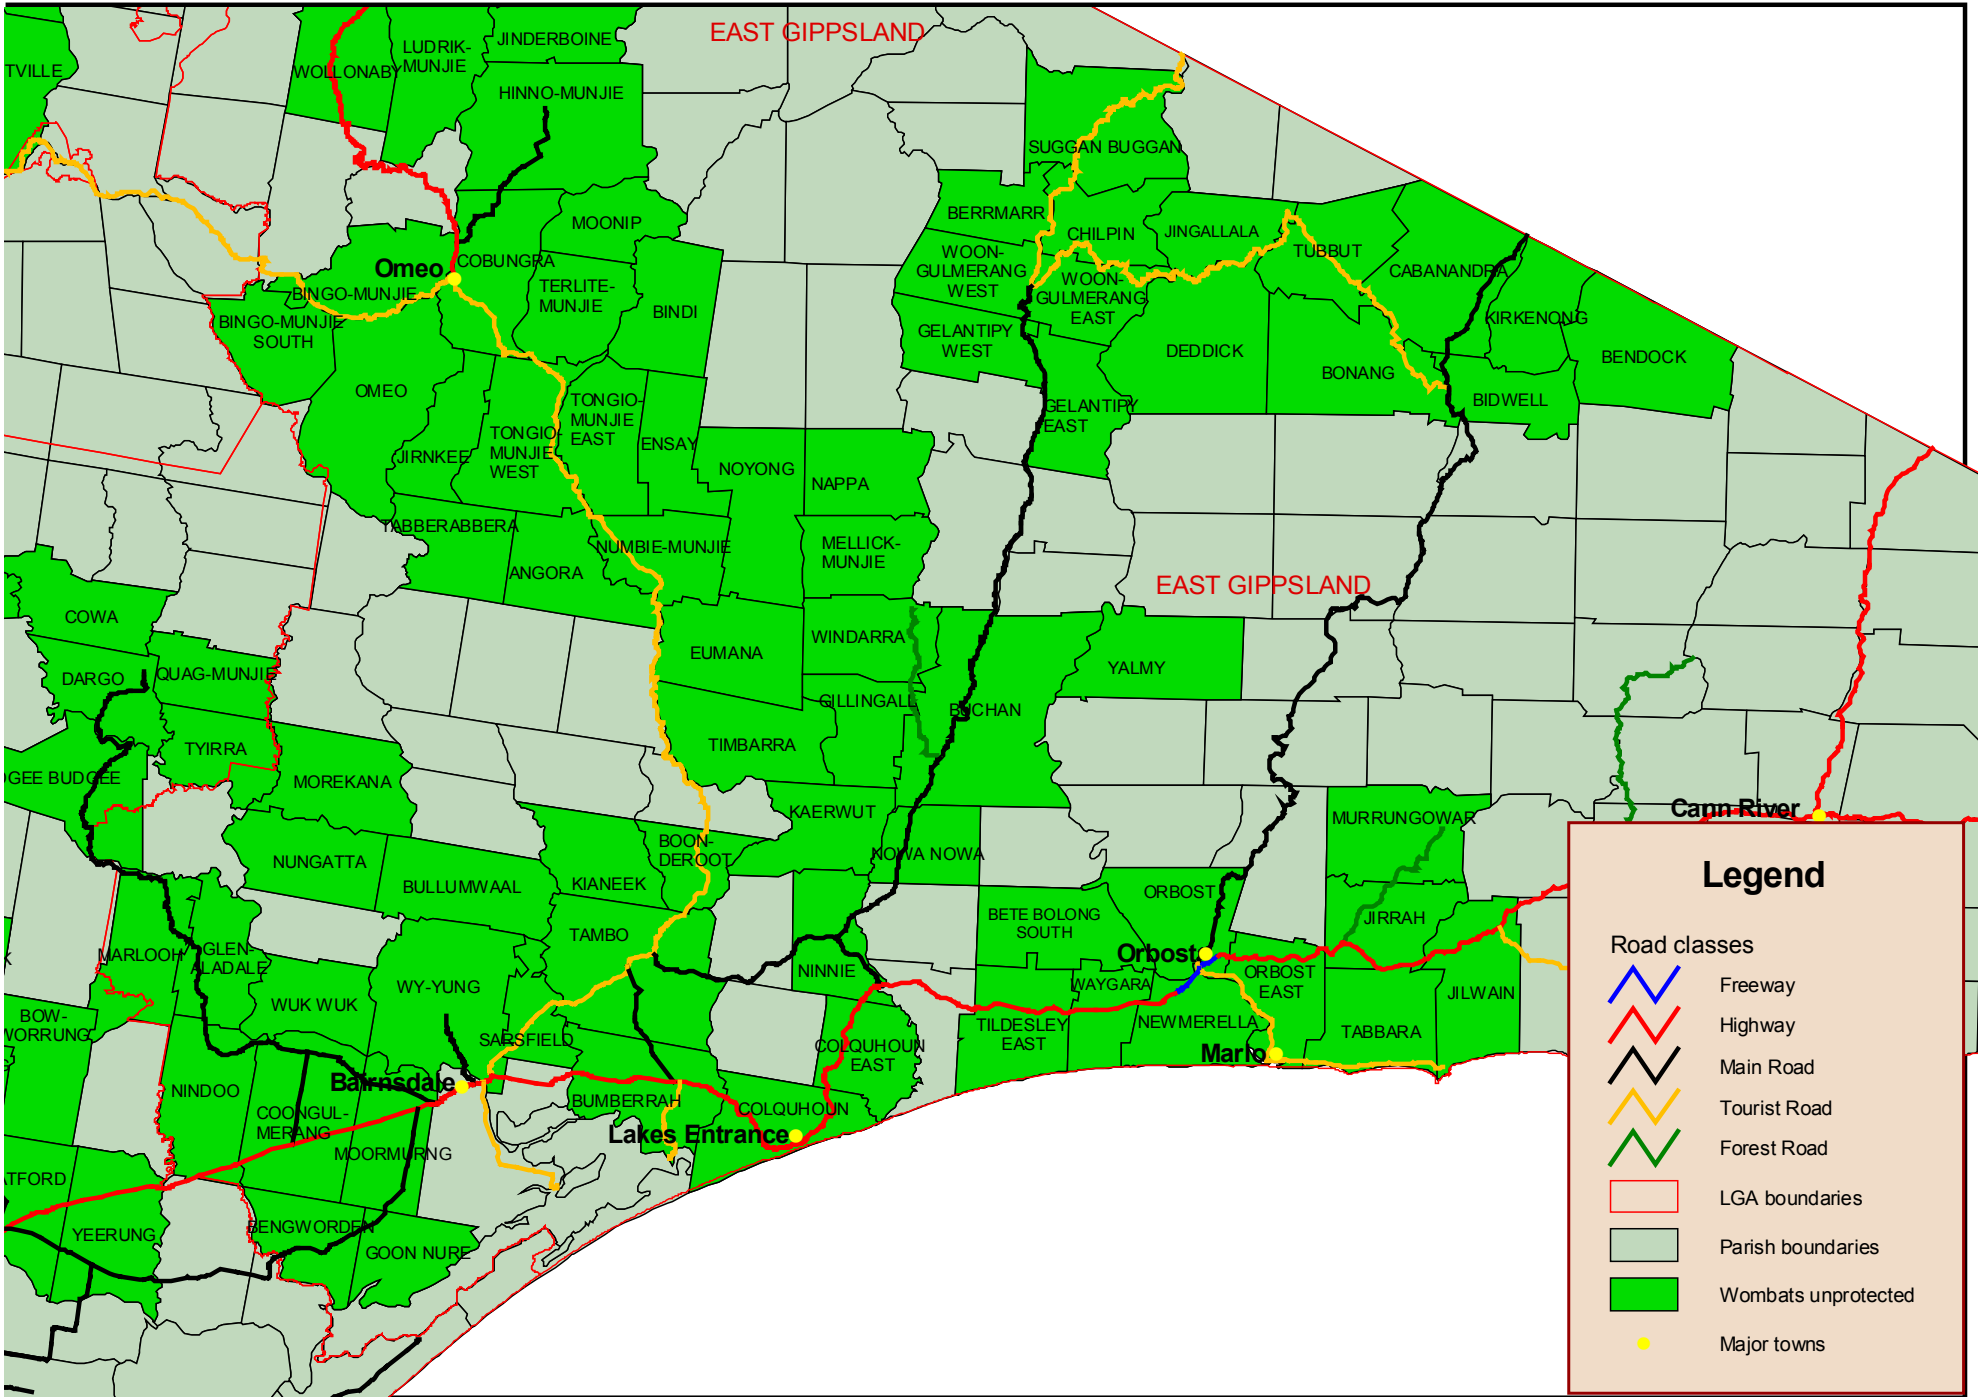 EAST GIPPSLAND
JINDERBOINE
LUDRIK-
MUNJIE
WOLLONABY
TVILLE
HINNO-MUNJIE
SUGGAN BUGGAN
MOONIP
BERRMARR
CHILPIN
JINGALLALA
TUBBUT
CABANANDRA
Omeo
COBUNGRA
WOON-
GULMERANG
WEST
WOON-
GULMERANG
EAST
BINGO-MUNJIE
TERLITE-
MUNJIE
BINDI
BINGO-MUNJIE
SOUTH
GELANTIPY
WEST
KIRKENONG
DEDDICK
BENDOCK
BONANG
OMEO
BIDWELL
TONGIO-
MUNJIE
EAST
GELANTIPY
EAST
TONGIO-
MUNJIE
WEST
ENSAY
JIRNKEE
NOYONG
NAPPA
TABBERABBERA
NUMBIE-MUNJIE
MELLICK-
MUNJIE
ANGORA
EAST GIPPSLAND
COWA
WINDARRA
EUMANA
YALMY
DARGO
QUAG-MUNJIE
GILLINGALL
BUCHAN
TYIRRA
TIMBARRA
OGEE BUDGEE
MOREKANA
KAERWUT
MURRUNGOWAR
Cann River
BOON-
DEROOT
NOWA NOWA
NUNGATTA
BULLUMWAAL
KIANEEK
ORBOST
BETE BOLONG
SOUTH
JIRRAH
TAMBO
MARLOOH
GLEN-
ALADALE
Orbost
NINNIE
ORBOST
EAST
WY-YUNG
WAYGARA
JILWAIN
WUK WUK
BOW-
WORRUNG
NEWMERELLA
TILDESLEY
EAST
TABBARA
SARSFIELD
COLQUHOUN
EAST
Marlo
Bairnsdale
NINDOO
BUMBERRAH
COLQUHOUN
COONGUL-
MERANG
Lakes Entrance
MOORMURNG
ATFORD
BENGWORDEN
YEERUNG
GOON NURE
Legend
Road classes
Freeway
Highway
Main Road
Tourist Road
Forest Road
LGA boundaries
Parish boundaries
Wombats unprotected
Major towns